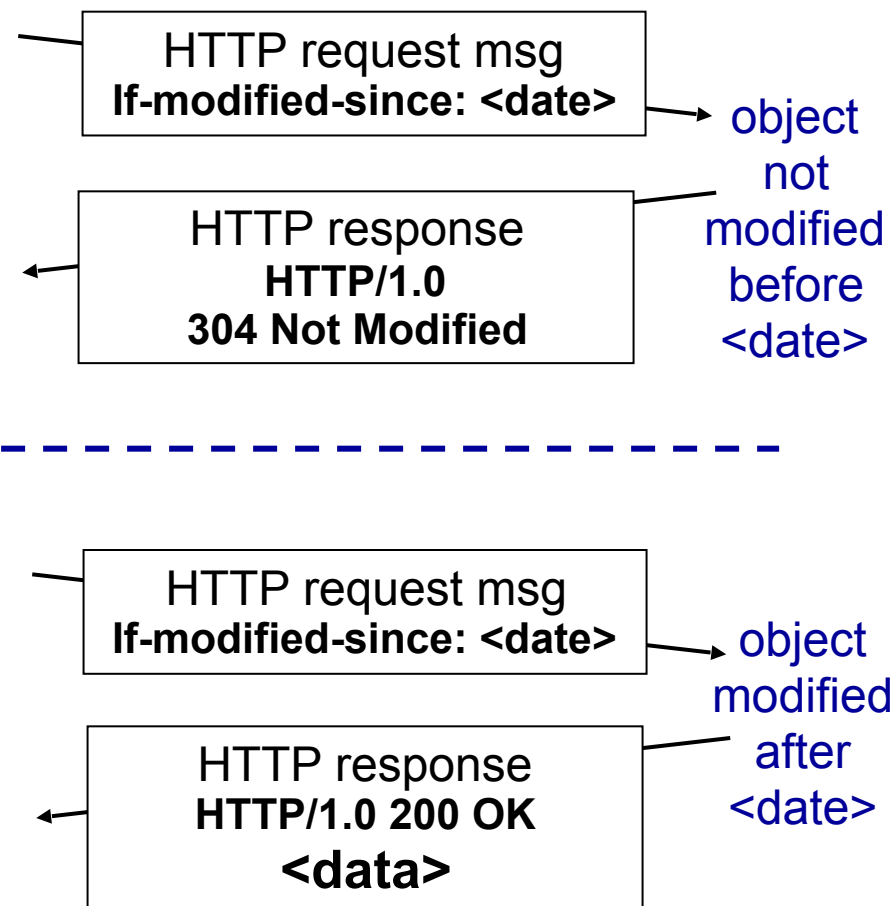 HTTP request msg
If-modified-since: <date>
object
not
modified
before
<date>
HTTP response
HTTP/1.0
304 Not Modified
HTTP request msg
If-modified-since: <date>
object
modified
after
<date>
HTTP response
HTTP/1.0 200 OK
<data>